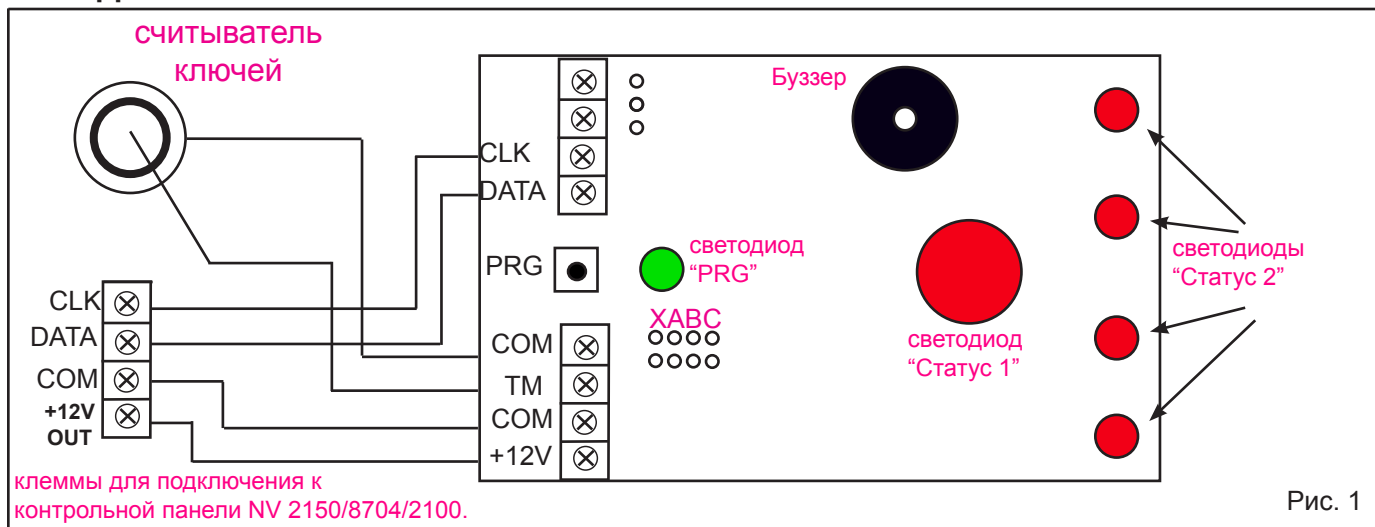 считыватель
ключей
Буззер
CLK
DATA
PRG
светодиод
“PRG”
XABC
светодиод
“Статус 1”
светодиоды
“Статус 2”
COM
TM
COM
+12V
CLK
DATA
COM
+12V
OUT
клеммы для подключения к
контрольной панели NV 2150/8704/2100.
Рис. 1